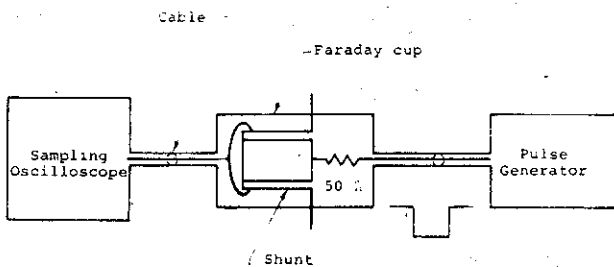 Cable
Faraday cup
Sampling
Oscilloscope
Pulse
Generator
50 Ω
Shunt